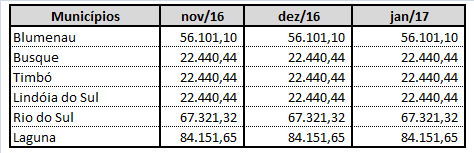 Municípios nov/16 dez/16 jan/17
Blumenau 56.101,10 56.101,10 56.101,10
Busque 22.440,44 22.440,44 22.440,44
Timbó 22.440,44 22.440,44 22.440,44
Lindóia do Sul 22.440,44 22.440,44 22.440,44
Rio do Sul 67.321,32 67.321,32 67.321,32
Laguna 84.151,65 84.151,65 84.151,65